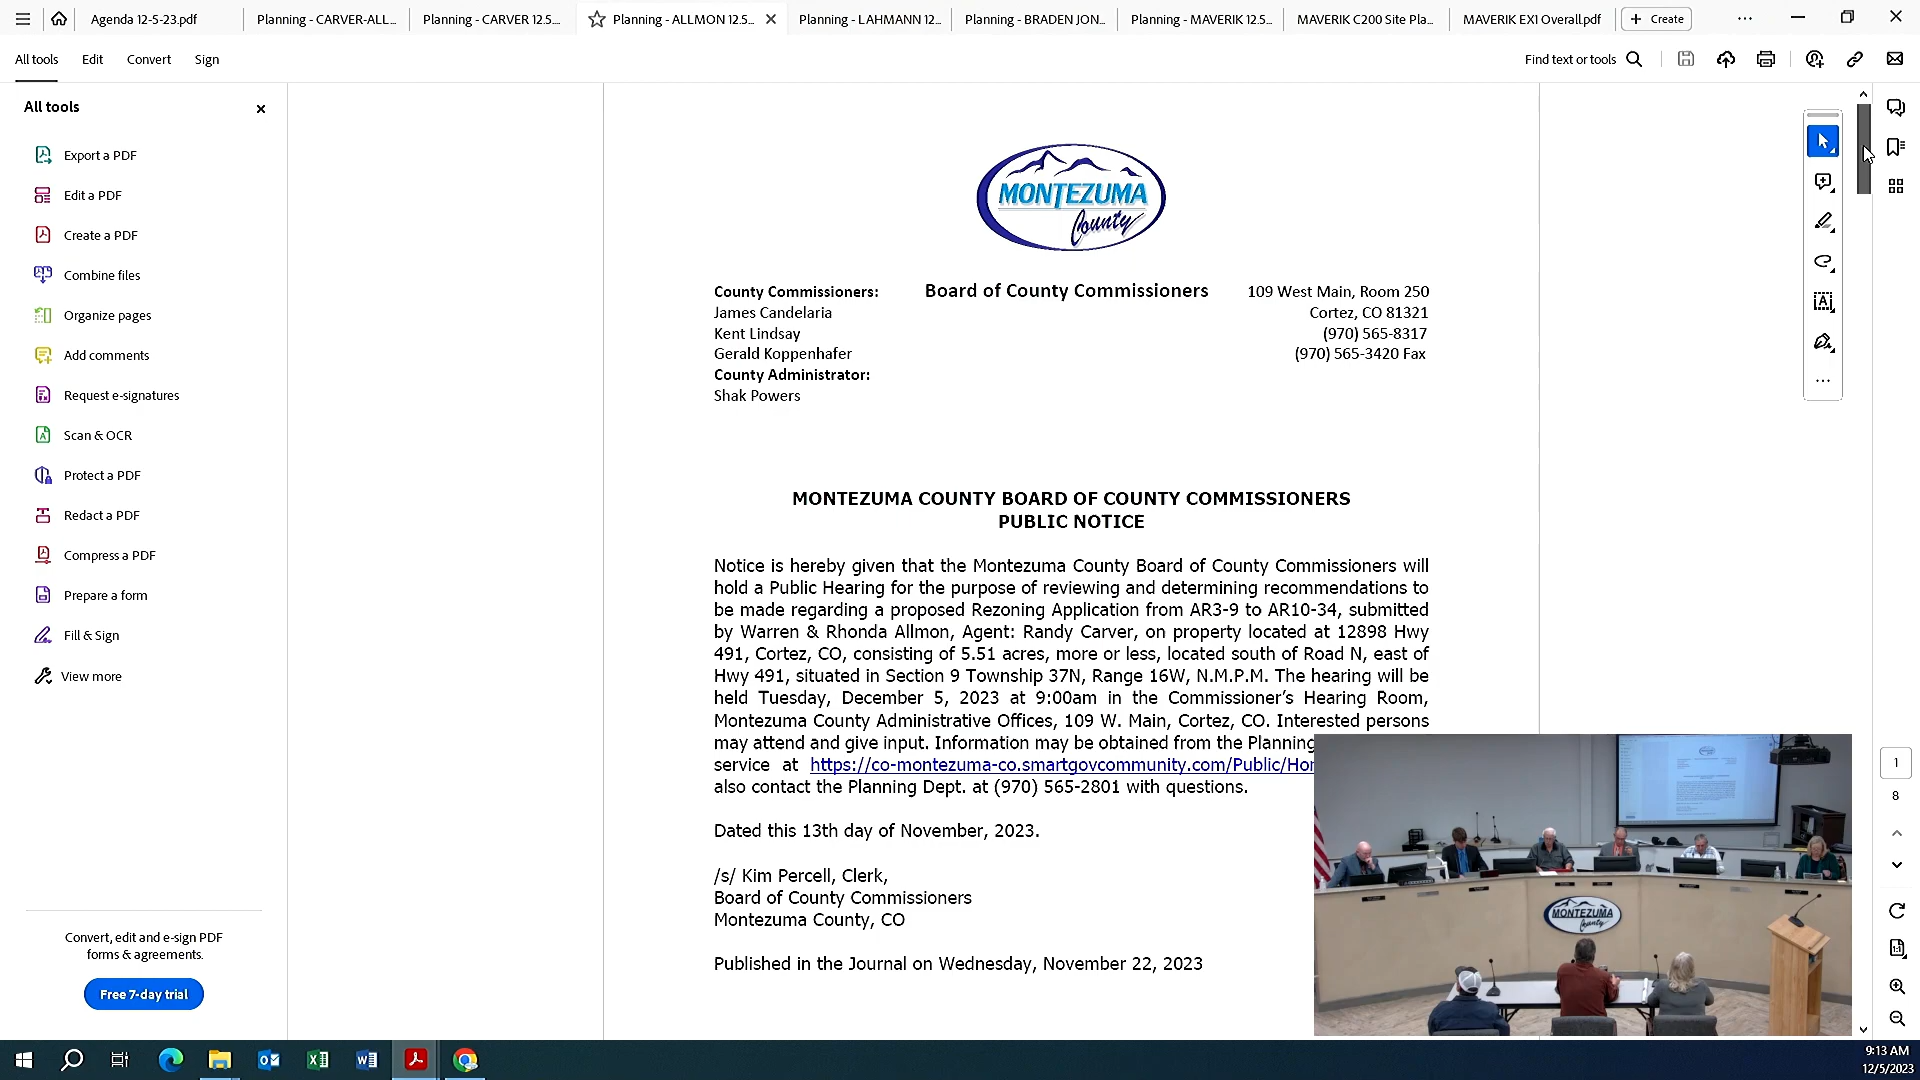 Agenda 12-5-23.pdf
Planning - CARVER-ALL...
Planning - CARVER 12.5....
Planning - ALLMON 12.5...
Planning - LAHMANN 12...
Planning - BRADEN JON...
Planning - MAVERIK 12.5...
MAVERIK C200 Site Pla...
MAVERIK EX1 Overall.pdf
Create
All tools
Edit
Convert
Sign
Find text or tools
All tools
Export a PDF
Edit a PDF
Create a PDF
Combine files
Organize pages
Add comments
Request e-signatures
Scan & OCR
Protect a PDF
Redact a PDF
Compress a PDF
Prepare a form
Fill & Sign
View more
Convert, edit and e-sign PDF
forms & agreements.
Free 7-day trial
MONTEZUMA
County
County Commissioners:
James Candelaria
Kent Lindsay
Gerald Koppenhafer
County Administrator:
Shak Powers
Board of County Commissioners
109 West Main, Room 250
Cortez, CO 81321
(970) 565-8317
(970) 565-3420 Fax
MONTEZUMA COUNTY BOARD OF COUNTY COMMISSIONERS
PUBLIC NOTICE
Notice is hereby given that the Montezuma County Board of County Commissioners will
hold a Public Hearing for the purpose of reviewing and determining recommendations to
be made regarding a proposed Rezoning Application from AR3-9 to AR10-34, submitted
by Warren & Rhonda Allmon, Agent: Randy Carver, on property located at 12898 Hwy
491, Cortez, CO, consisting of 5.51 acres, more or less, located south of Road N, east of
Hwy 491, situated in Section 9 Township 37N, Range 16W, N.M.P.M. The hearing will be
held Tuesday, December 5, 2023 at 9:00am in the Commissioner's Hearing Room,
Montezuma County Administrative Offices, 109 W. Main, Cortez, CO. Interested persons
may attend and give input. Information may be obtained from the Planning
service at https://co-montezuma-co.smartgovcommunity.com/Public/Hor
also contact the Planning Dept. at (970) 565-2801 with questions.
Dated this 13th day of November, 2023.
/s/ Kim Percell, Clerk,
Board of County Commissioners
Montezuma County, CO
Published in the Journal on Wednesday, November 22, 2023
MONTEZUMA
County
1
8
9:13 AM
12/5/2023